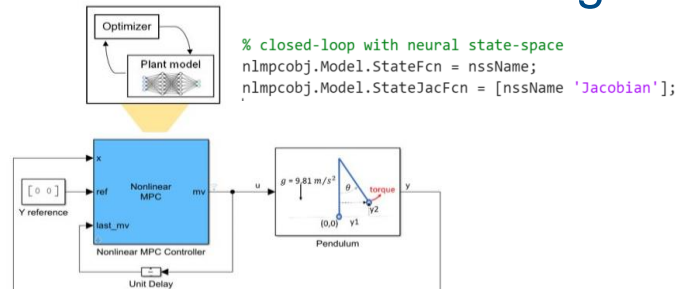 g
Optimizer
Plant model
% closed-loop with neural state-space
nlmpcobj.Model.StateFcn = nssName;
nlmpcobj.Model.StateJacFcn = [nssName 'Jacobian'];
x
[0 0]
ref
Nonlinear
MPC
mv
u
g = 9.81 m/s²
θ
torque
y
Y reference
last_mv
y2
(0,0)
y1
Nonlinear MPC Controller
Pendulum
Unit Delay